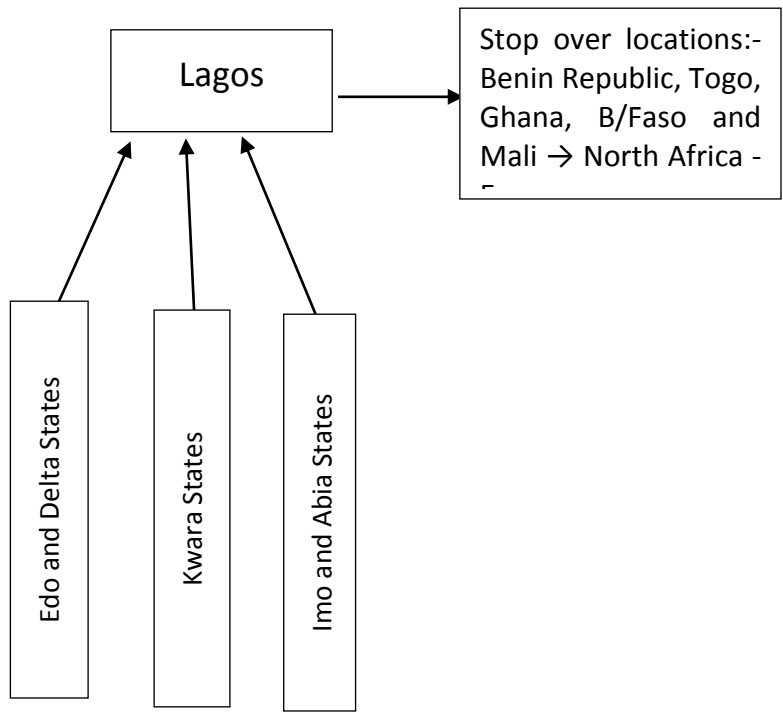 Lagos
Stop over locations:-
Benin Republic, Togo,
Ghana, B/Faso and
Mali → North Africa -
Edo and Delta States
Kwara States
Imo and Abia States